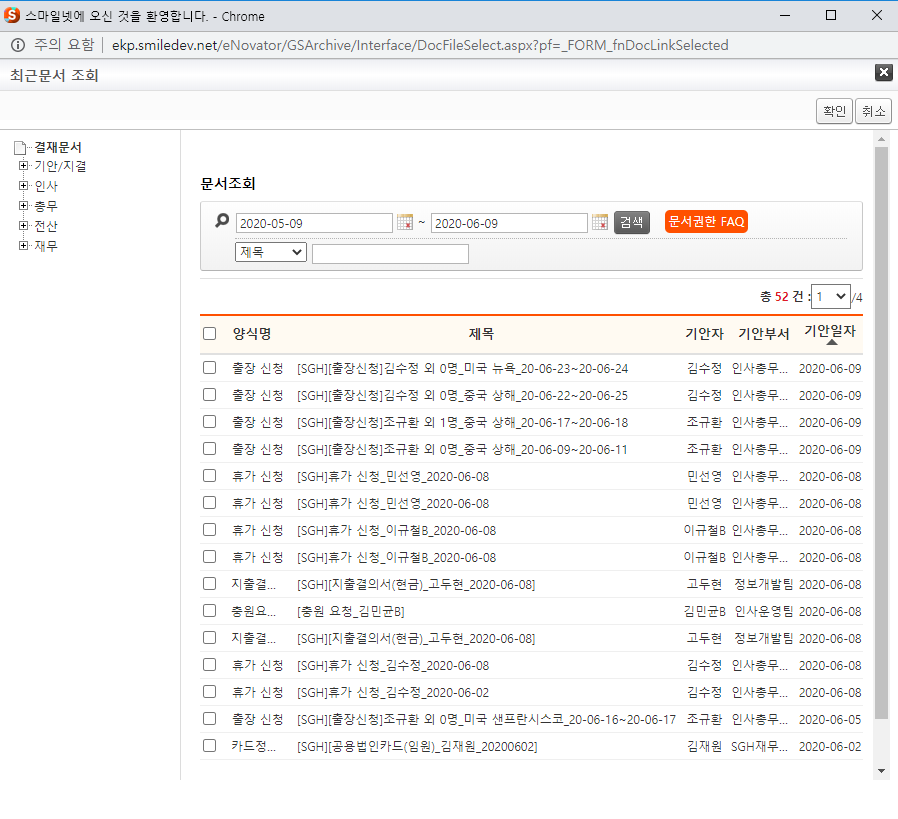 스마일넷에 오신 것을 환영합니다. - Chrome
주의 요함 | ekp.smiledev.net/eNovator/GSArchive/Interface/DocFileSelect.aspx?pf=_FORM_fnDocLinkSelected
최근문서 조회
확인 취소
결재문서
기안/지결
인사
총무
전산
재무
문서조회
2020-05-09 ~ 2020-06-09 검색 문서권한 FAQ
제목
총 52 건 : 1 /4
양식명 제목 기안자 기안부서 기안일자
출장 신청 [SGH][출장신청]김수정 외 0명_미국 뉴욕_20-06-23~20-06-24 김수정 인사총무... 2020-06-09
출장 신청 [SGH][출장신청]김수정 외 0명_중국 상해_20-06-22~20-06-25 김수정 인사총무... 2020-06-09
출장 신청 [SGH][출장신청]조규환 외 1명_중국 상해_20-06-17~20-06-18 조규환 인사총무... 2020-06-09
출장 신청 [SGH][출장신청]조규환 외 0명_중국 상해_20-06-09~20-06-11 조규환 인사총무... 2020-06-09
휴가 신청 [SGH]휴가 신청_민선영_2020-06-08 민선영 인사총무... 2020-06-08
휴가 신청 [SGH]휴가 신청_민선영_2020-06-08 민선영 인사총무... 2020-06-08
휴가 신청 [SGH]휴가 신청_이규철B_2020-06-08 이규철B 인사총무... 2020-06-08
휴가 신청 [SGH]휴가 신청_이규철B_2020-06-08 이규철B 인사총무... 2020-06-08
지출결... [SGH][지출결의서(현금)_고두현_2020-06-08] 고두현 정보개발팀 2020-06-08
충원요... [충원 요청_김민균B] 김민균B 인사운영팀 2020-06-08
지출결... [SGH][지출결의서(현금)_고두현_2020-06-08] 고두현 정보개발팀 2020-06-08
휴가 신청 [SGH]휴가 신청_김수정_2020-06-08 김수정 인사총무... 2020-06-08
휴가 신청 [SGH]휴가 신청_김수정_2020-06-02 김수정 인사총무... 2020-06-08
출장 신청 [SGH][출장신청]조규환 외 0명_미국 샌프란시스코_20-06-16~20-06-17 조규환 인사총무... 2020-06-05
카드정... [SGH][공용법인카드(임원)_김재원_20200602] 김재원 SGH재무... 2020-06-02